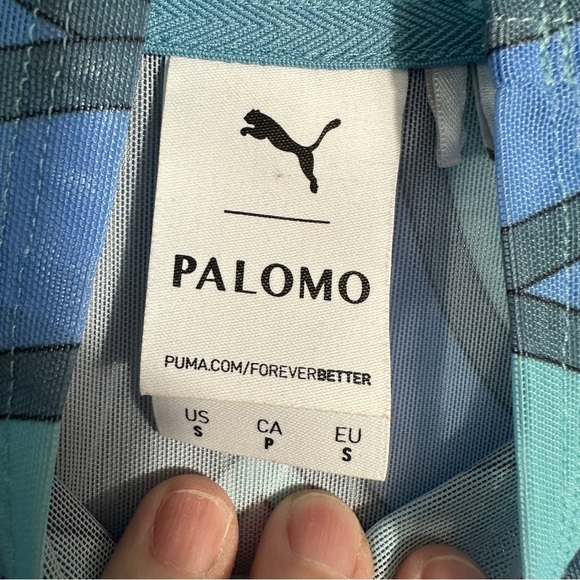 PALOMO
PUMA.COM/FOREVERBETTER
US CA EU
S P S